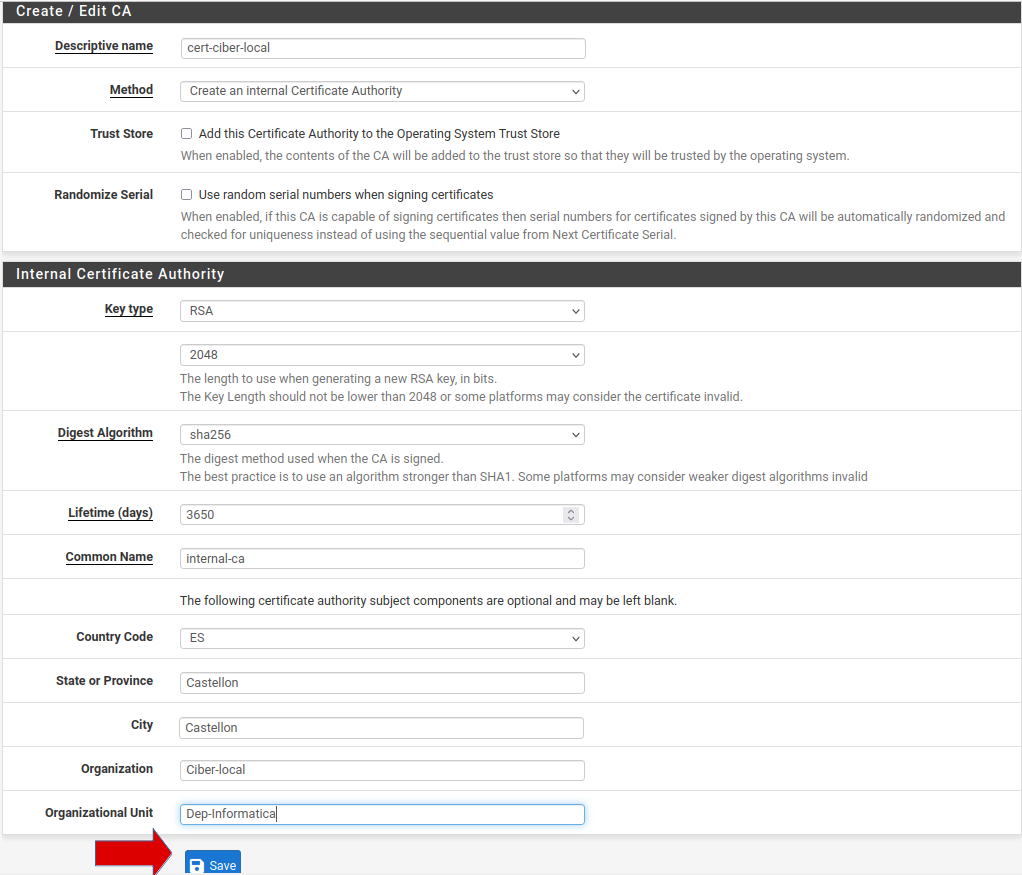 Create / Edit CA
Descriptive name
cert-ciber-local
Method
Create an internal Certificate Authority
Trust Store
Add this Certificate Authority to the Operating System Trust Store
When enabled, the contents of the CA will be added to the trust store so that they will be trusted by the operating system.
Randomize Serial
Use random serial numbers when signing certificates
When enabled, if this CA is capable of signing certificates then serial numbers for certificates signed by this CA will be automatically randomized and
checked for uniqueness instead of using the sequential value from Next Certificate Serial.
Internal Certificate Authority
Key type
RSA
2048
The length to use when generating a new RSA key, in bits.
The Key Length should not be lower than 2048 or some platforms may consider the certificate invalid.
Digest Algorithm
sha256
The digest method used when the CA is signed.
The best practice is to use an algorithm stronger than SHA1. Some platforms may consider weaker digest algorithms invalid
Lifetime (days)
3650
Common Name
internal-ca
The following certificate authority subject components are optional and may be left blank.
Country Code
ES
State or Province
Castellon
City
Castellon
Organization
Ciber-local
Organizational Unit
Dep-Informatica
Save